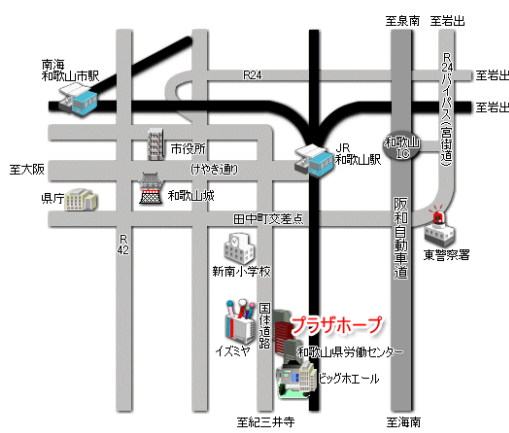 至泉南
至岩出
南海
和歌山市駅
R24
至岩出
至岩出
R24バイパス(宮街道)
市役所
JR
和歌山駅
和歌山
IC
至大阪
(けやき通り)
県庁
和歌山城
田中町交差点
阪和自動車道
R
42
新南小学校
東警察署
国体道路
プラザホープ
イズミヤ
和歌山県労働センター
ビッグホエール
至紀三井寺
至海南